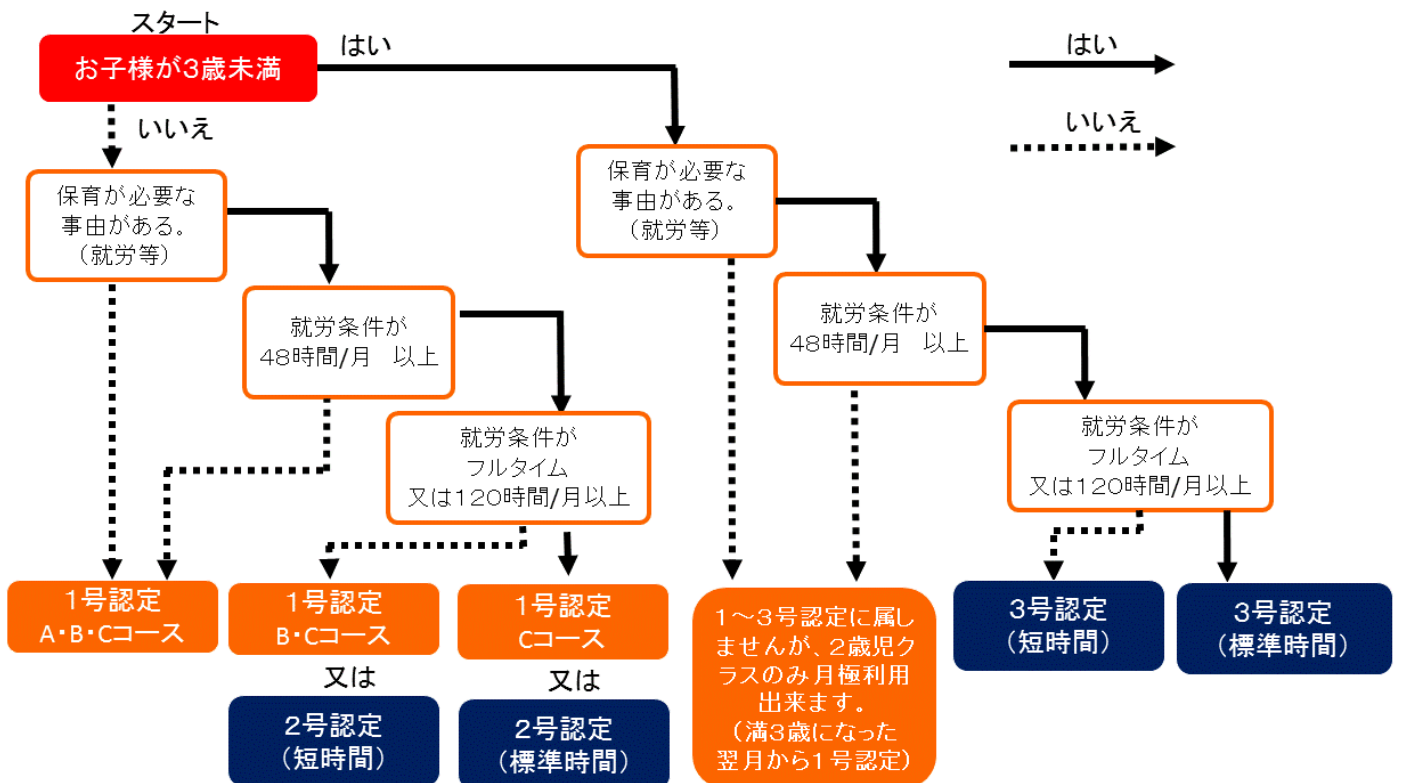 スタート
お子様が3歳未満
はい
はい
いいえ
いいえ
保育が必要な
事由がある。
(就労等)
保育が必要な
事由がある。
(就労等)
就労条件が
48時間/月　以上
就労条件が
48時間/月　以上
就労条件が
フルタイム
又は120時間/月以上
就労条件が
フルタイム
又は120時間/月以上
1号認定
A・B・Cコース
1号認定
B・Cコース
又は
2号認定
(短時間)
1号認定
Cコース
又は
2号認定
(標準時間)
1～3号認定に属し
ませんが、2歳児ク
ラスのみ月極利用
出来ます。
(満3歳になった
翌月から1号認定)
3号認定
(短時間)
3号認定
(標準時間)